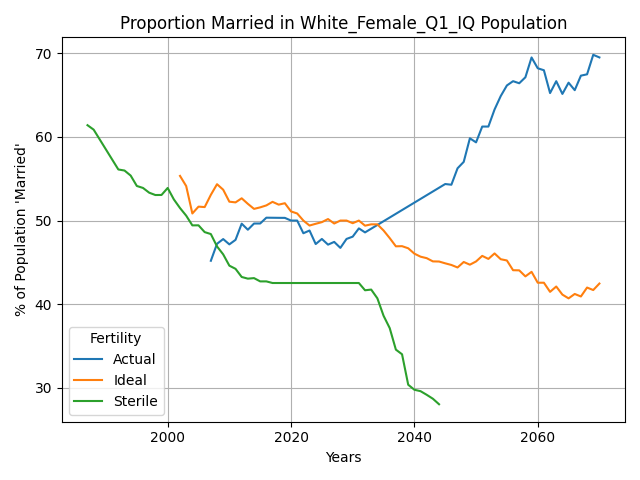 Proportion Married in White_Female_Q1_IQ Population
% of Population 'Married'
70
60
50
40
30
Fertility
Actual
Ideal
Sterile
2000
2020
2040
2060
Years